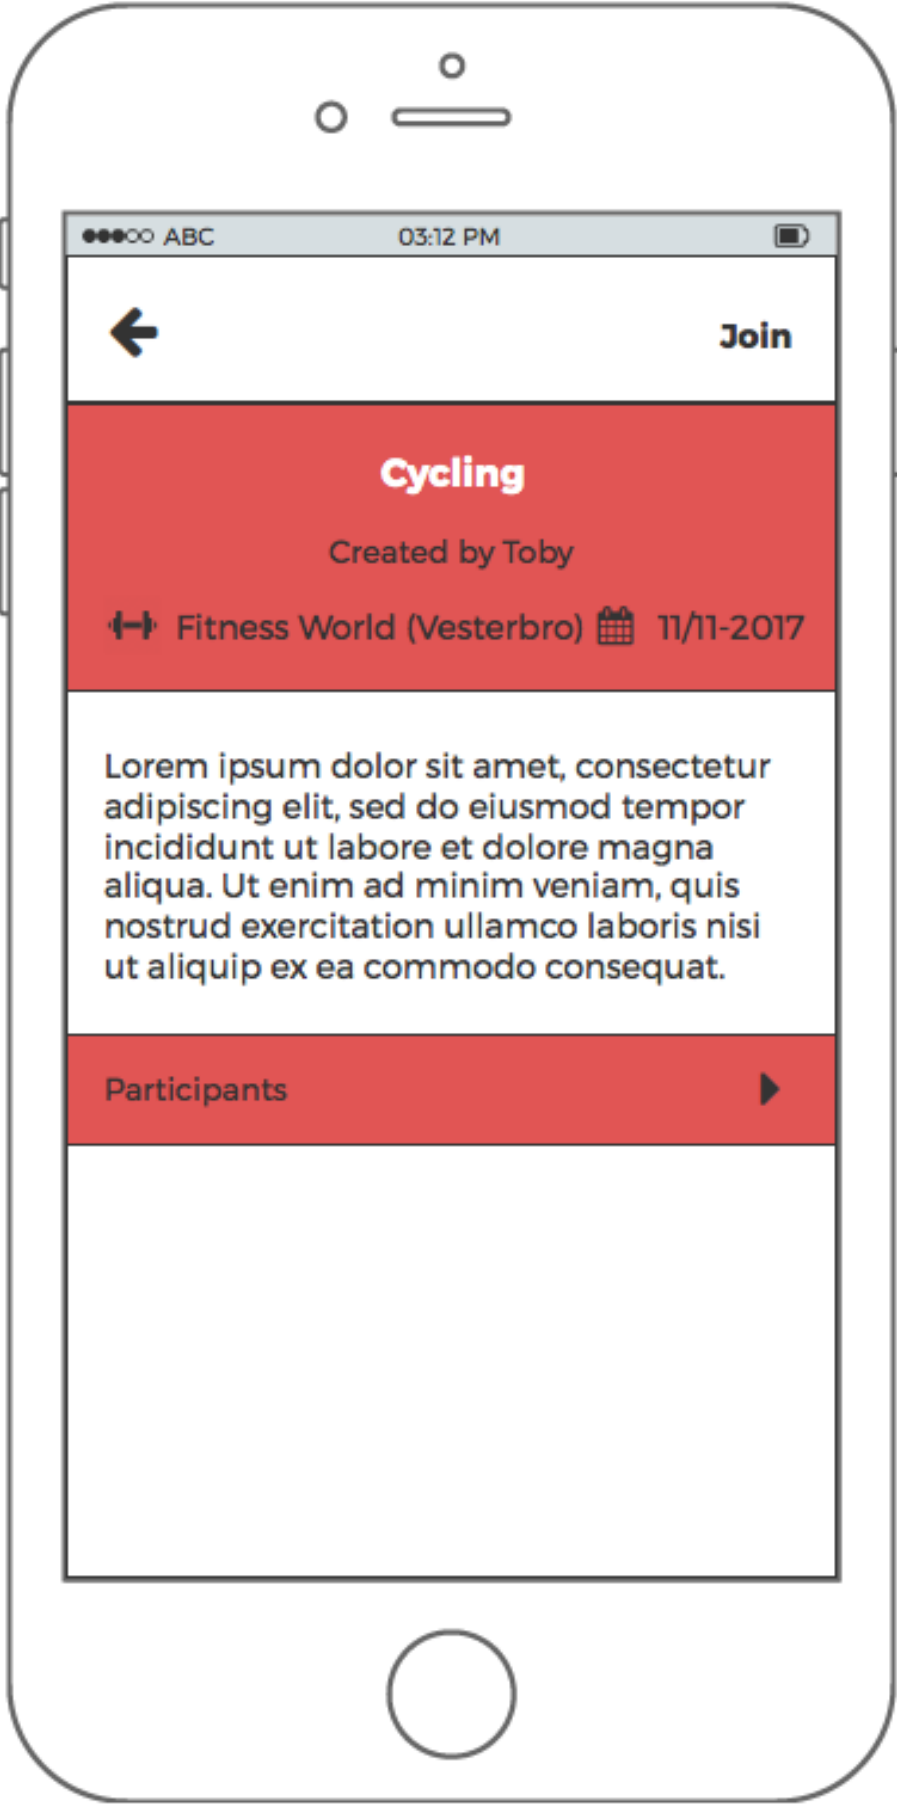 ABC 03:12 PM
Join
Cycling
Created by Toby
Fitness World (Vesterbro) 11/11-2017
Lorem ipsum dolor sit amet, consectetur
adipiscing elit, sed do eiusmod tempor
incididunt ut labore et dolore magna
aliqua. Ut enim ad minim veniam, quis
nostrud exercitation ullamco laboris nisi
ut aliquip ex ea commodo consequat.
Participants